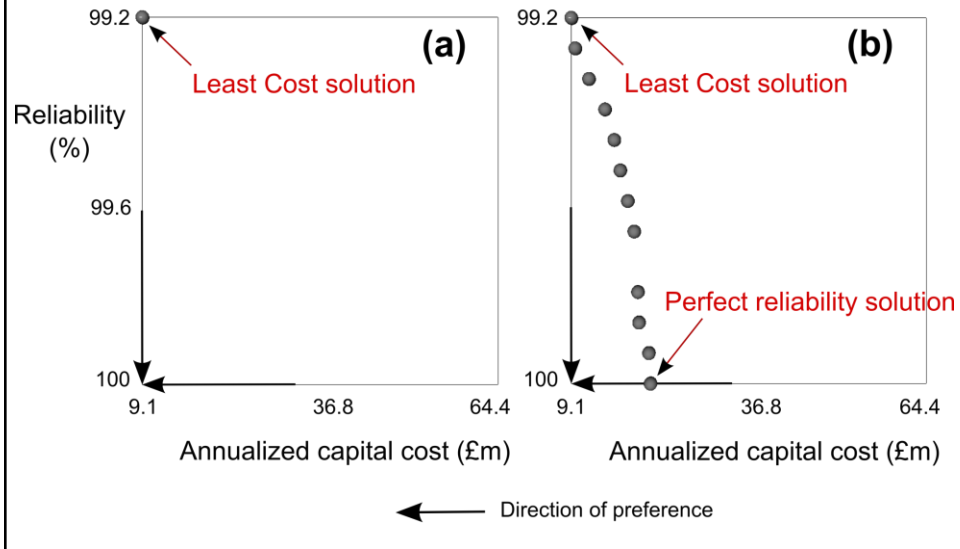 99.2
(a)
Least Cost solution
Reliability
(%)
99.6
100
9.1
36.8
64.4
Annualized capital cost (£m)
99.2
(b)
Least Cost solution
Perfect reliability solution
100
9.1
36.8
64.4
Annualized capital cost (£m)
Direction of preference